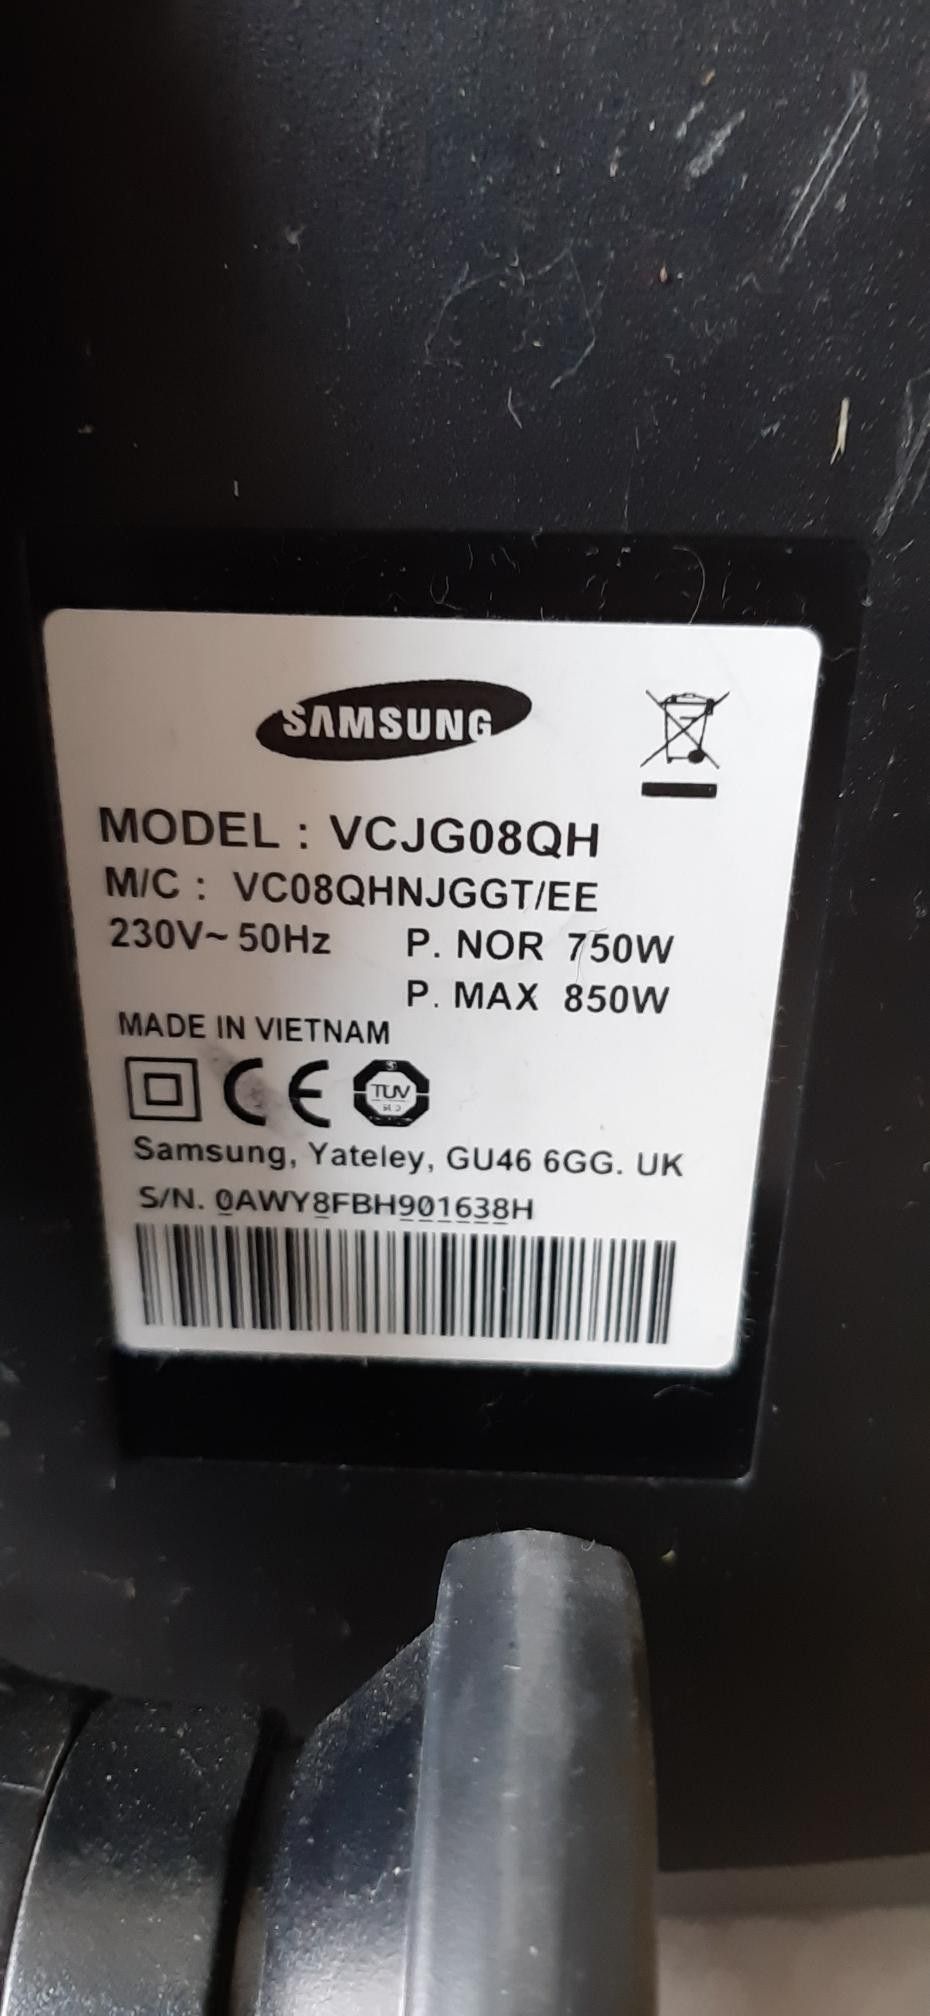 SAMSUNG
MODEL : VCJG08QH
M/C : VC08QHNJGGT/EE
230V~ 50Hz P. NOR 750W
P. MAX 850W
MADE IN VIETNAM
CE TUV
Samsung, Yateley, GU46 6GG. UK
S/N. 0AWY8FBH901638H